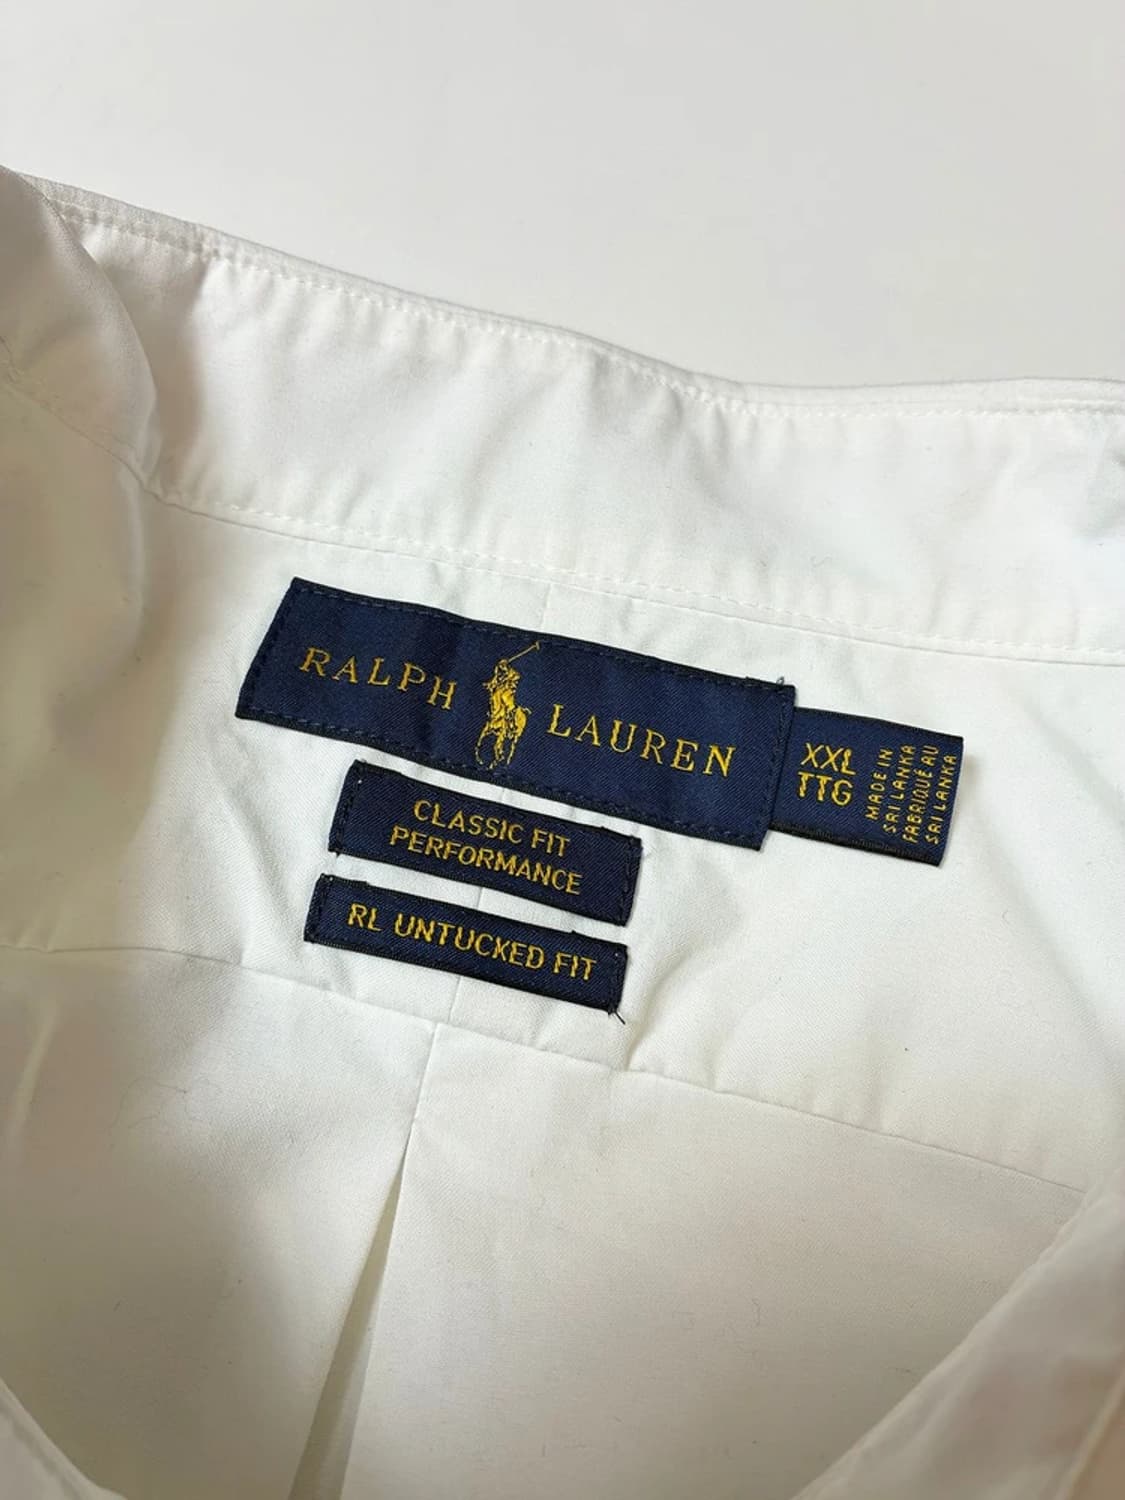 RALPH LAUREN
XXL
TTG
MADE IN
SRI LANKA
FABRIQUÉ AU
SRI LANKA
CLASSIC FIT
PERFORMANCE
RL UNTUCKED FIT